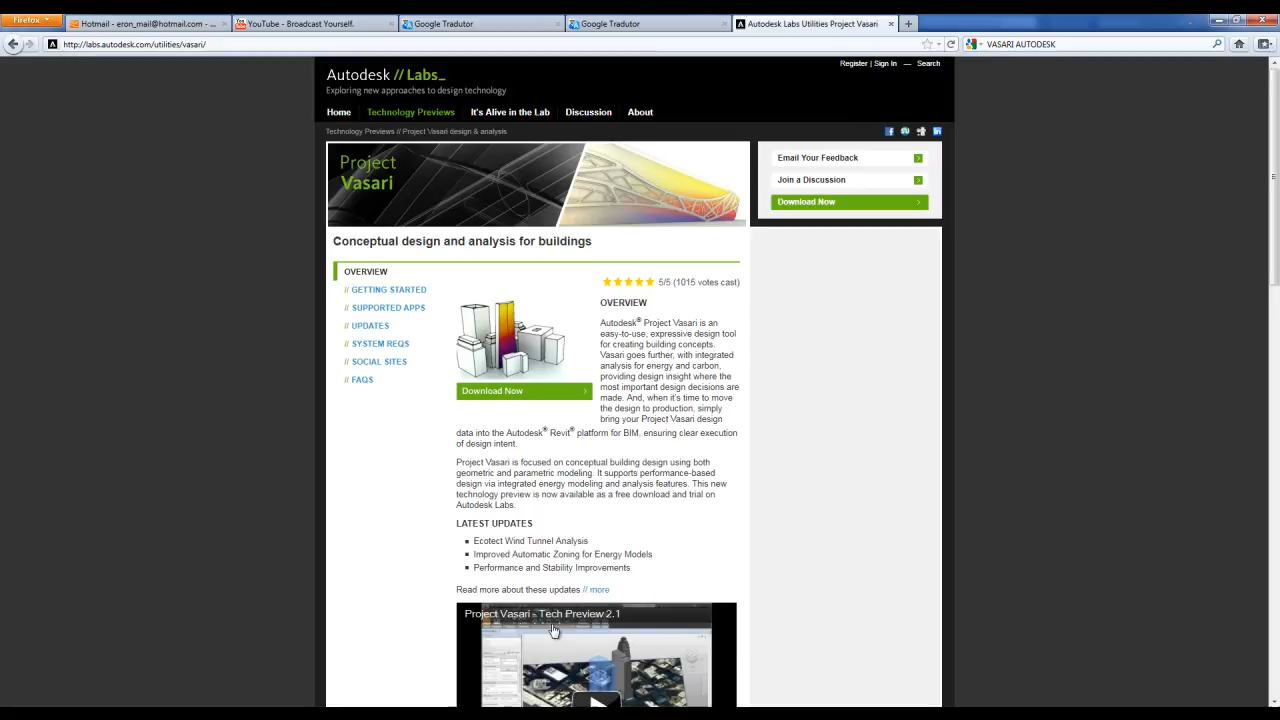 Firefox
Hotmail - eron_mail@hotmail.com - ...
YouTube - Broadcast Yourself.
Google Tradutor
Google Tradutor
Autodesk Labs Utilities Project Vasari
http://labs.autodesk.com/utilities/vasari/
VASARI AUTODESK
Register | Sign In — Search
Autodesk // Labs_
Exploring new approaches to design technology
Home
Technology Previews
It's Alive in the Lab
Discussion
About
Technology Previews // Project Vasari design & analysis
Project
Vasari
Email Your Feedback
Join a Discussion
Download Now
Conceptual design and analysis for buildings
OVERVIEW
// GETTING STARTED
// SUPPORTED APPS
// UPDATES
// SYSTEM REQS
// SOCIAL SITES
// FAQS
5/5 (1015 votes cast)
OVERVIEW
Autodesk® Project Vasari is an
easy-to-use, expressive design tool
for creating building concepts.
Vasari goes further, with integrated
analysis for energy and carbon,
providing design insight where the
most important design decisions are
made. And, when it's time to move
the design to production, simply
bring your Project Vasari design
Download Now
data into the Autodesk® Revit® platform for BIM, ensuring clear execution
of design intent.
Project Vasari is focused on conceptual building design using both
geometric and parametric modeling. It supports performance-based
design via integrated energy modeling and analysis features. This new
technology preview is now available as a free download and trial on
Autodesk Labs.
LATEST UPDATES
Ecotect Wind Tunnel Analysis
Improved Automatic Zoning for Energy Models
Performance and Stability Improvements
Read more about these updates // more
Project Vasari - Tech Preview 2.1